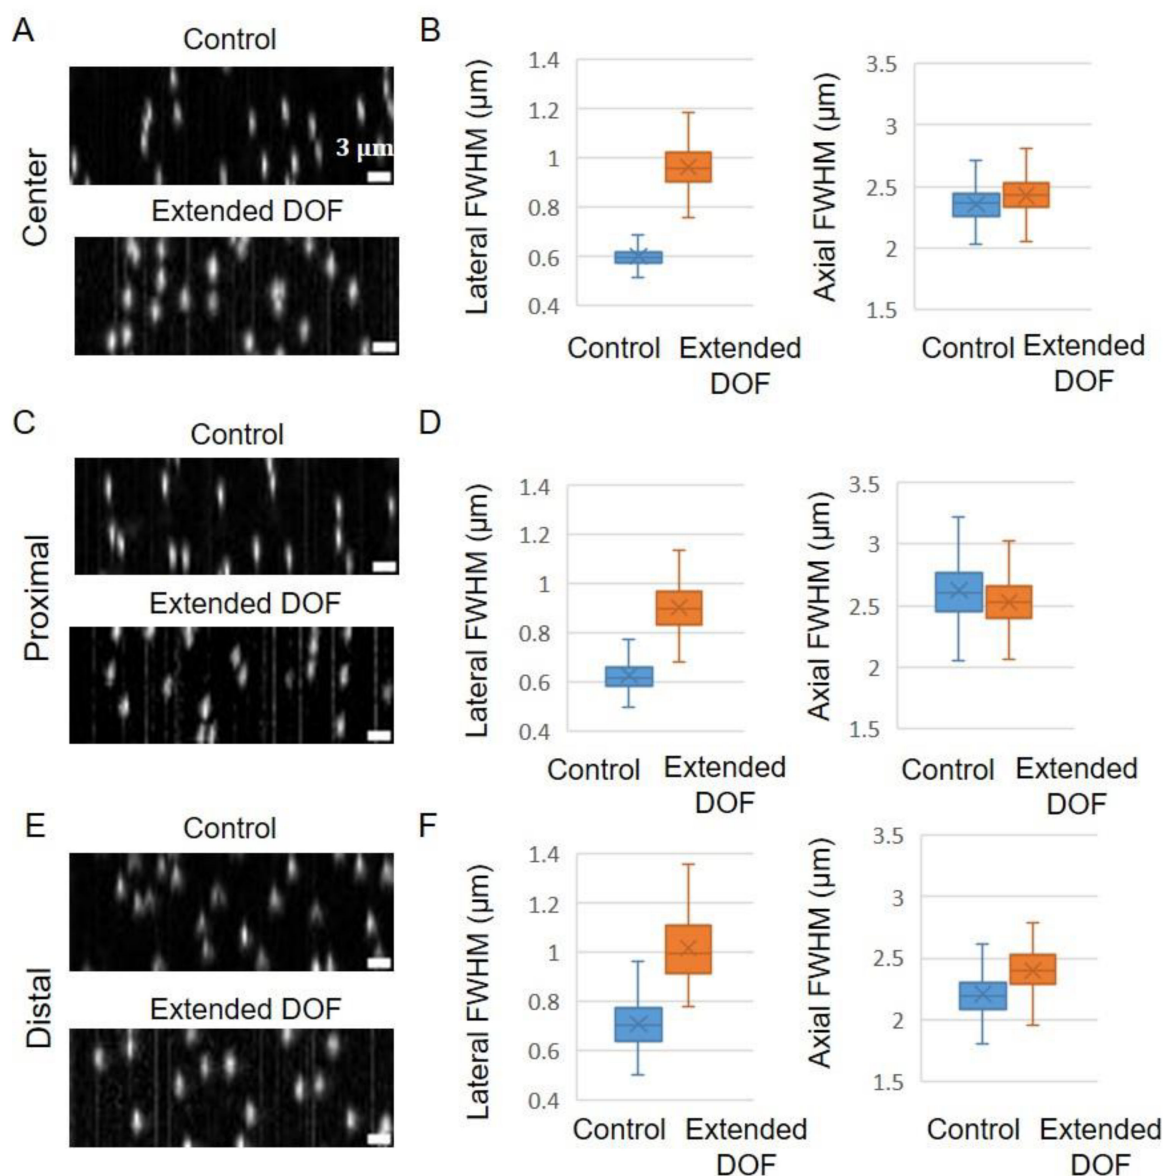 A
Control
Center
3 μm
Extended DOF
B
Lateral FWHM (μm)
1.4
1.2
1
0.8
0.6
0.4
Control
Extended
DOF
Axial FWHM (μm)
3.5
3
2.5
2
1.5
Control
Extended
DOF
C
Control
Proximal
Extended DOF
D
Lateral FWHM (μm)
1.4
1.2
1
0.8
0.6
0.4
Control
Extended
DOF
Axial FWHM (μm)
3.5
3
2.5
2
1.5
Control
Extended
DOF
E
Control
Distal
Extended DOF
F
Lateral FWHM (μm)
1.4
1.2
1
0.8
0.6
0.4
Control
Extended
DOF
Axial FWHM (μm)
3.5
3
2.5
2
1.5
Control
Extended
DOF